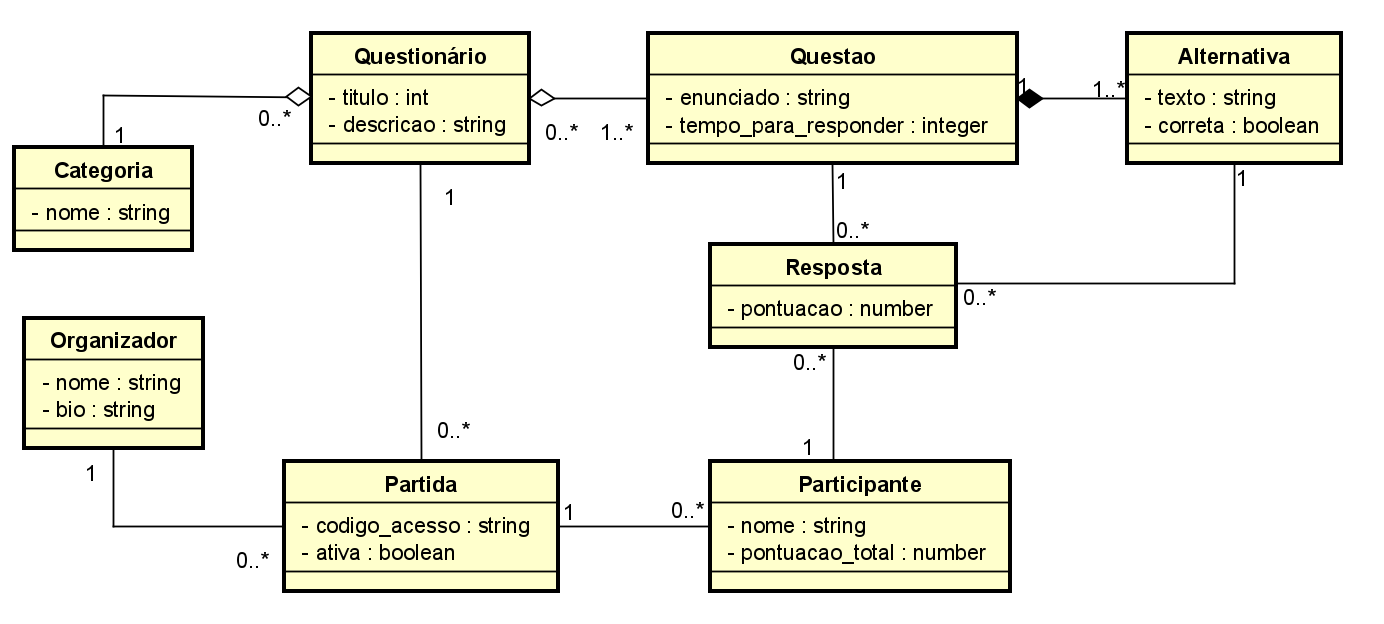 Questionário
- titulo : int
- descricao : string
Questao
- enunciado : string
- tempo_para_responder : integer
Alternativa
- texto : string
- correta : boolean
0..*
1
0..*
1..*
1
1..*
Categoria
- nome : string
1
1
0..*
1
Resposta
- pontuacao : number
0..*
Organizador
- nome : string
- bio : string
0..*
1
1
0..*
Partida
- codigo_acesso : string
- ativa : boolean
1
0..*
0..*
Participante
- nome : string
- pontuacao_total : number